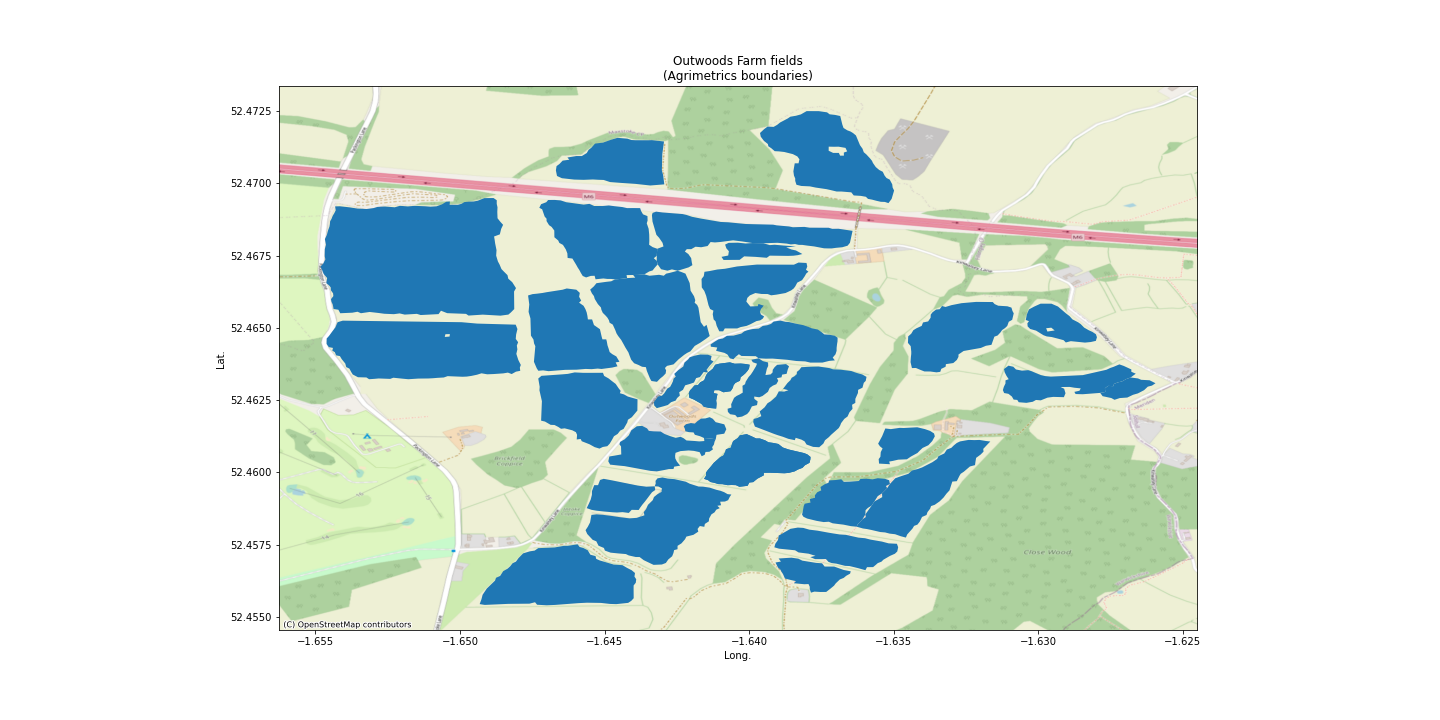 Outwoods Farm fields
(Agrimetrics boundaries)
52.4725
52.4700
52.4675
52.4650
52.4625
52.4600
52.4575
52.4550
Lat.
M6
M6
Close Wood
(C) OpenStreetMap contributors
−1.655
−1.650
−1.645
−1.640
−1.635
−1.630
−1.625
Long.